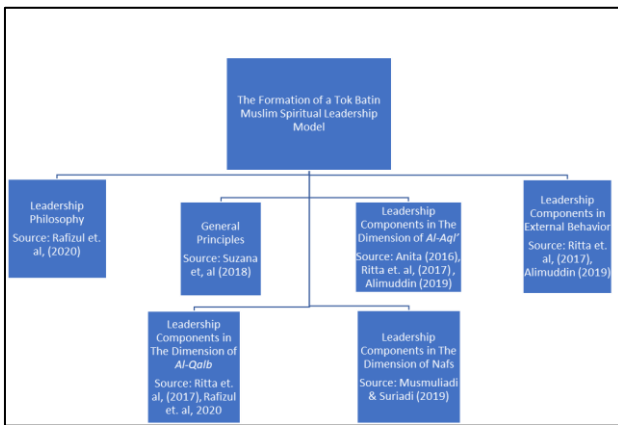 The Formation of a Tok Batin
Muslim Spiritual Leadership
Model
Leadership
Philosophy
Source: Rafizul et.
al, (2020)
General
Principles
Source: Suzana
et, al (2018)
Leadership
Components in
The Dimension
of Al-Aql’
Source: Anita (2016),
Ritta et. al, (2017) ,
Alimuddin (2019)
Leadership
Components in
External Behavior
Source: Ritta et.
al, (2017),
Alimuddin (2019)
Leadership
Components in
The Dimension of
Al-Qalb
Source: Ritta et.
al, (2017), Rafizul
et. al, 2020
Leadership
Components in The
Dimension of Nafs
Source: Musmuliadi
& Suriadi (2019)